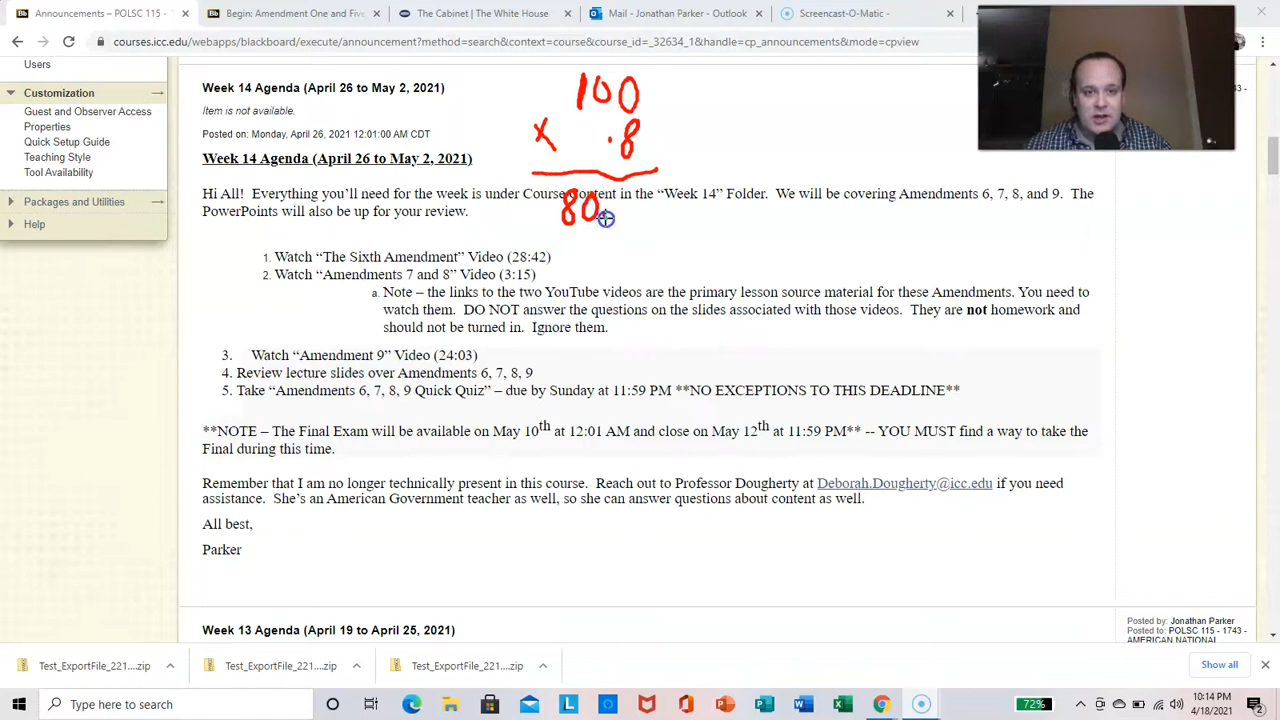 Announcements – POLSC 115 - 1
Begin: Amendment One and Five
The Cabinet | The White House
Mail - Jonathan Parker - Outlook
Screencast-O-Matic -
courses.icc.edu/webapps/blackboard/execute/announcement?method=search&context=course&course_id=_32634_1&handle=cp_announcements&mode=cpview
Users
Customization
Guest and Observer Access
Properties
Quick Setup Guide
Teaching Style
Tool Availability
Packages and Utilities
Help
Week 14 Agenda (April 26 to May 2, 2021)
Item is not available.
Posted on: Monday, April 26, 2021 12:01:00 AM CDT
100
x .8
80
Week 14 Agenda (April 26 to May 2, 2021)
Hi All! Everything you’ll need for the week is under Course Content in the “Week 14” Folder. We will be covering Amendments 6, 7, 8, and 9. The
PowerPoints will also be up for your review.
1. Watch “The Sixth Amendment” Video (28:42)
2. Watch “Amendments 7 and 8” Video (3:15)
a. Note – the links to the two YouTube videos are the primary lesson source material for these Amendments. You need to
watch them. DO NOT answer the questions on the slides associated with those videos. They are not homework and
should not be turned in. Ignore them.
3. Watch “Amendment 9” Video (24:03)
4. Review lecture slides over Amendments 6, 7, 8, 9
5. Take “Amendments 6, 7, 8, 9 Quick Quiz” – due by Sunday at 11:59 PM **NO EXCEPTIONS TO THIS DEADLINE**
**NOTE – The Final Exam will be available on May 10th at 12:01 AM and close on May 12th at 11:59 PM** -- YOU MUST find a way to take the
Final during this time.
Remember that I am no longer technically present in this course. Reach out to Professor Dougherty at Deborah.Dougherty@icc.edu if you need
assistance. She’s an American Government teacher as well, so she can answer questions about content as well.
All best,
Parker
Week 13 Agenda (April 19 to April 25, 2021)
Posted by: Jonathan Parker
Posted to: POLSC 115 - 1743 -
AMERICAN NATIONAL
Test_ExportFile_221....zip
Test_ExportFile_221....zip
Test_ExportFile_221....zip
Show all
Type here to search
72%
10:14 PM
4/18/2021
2